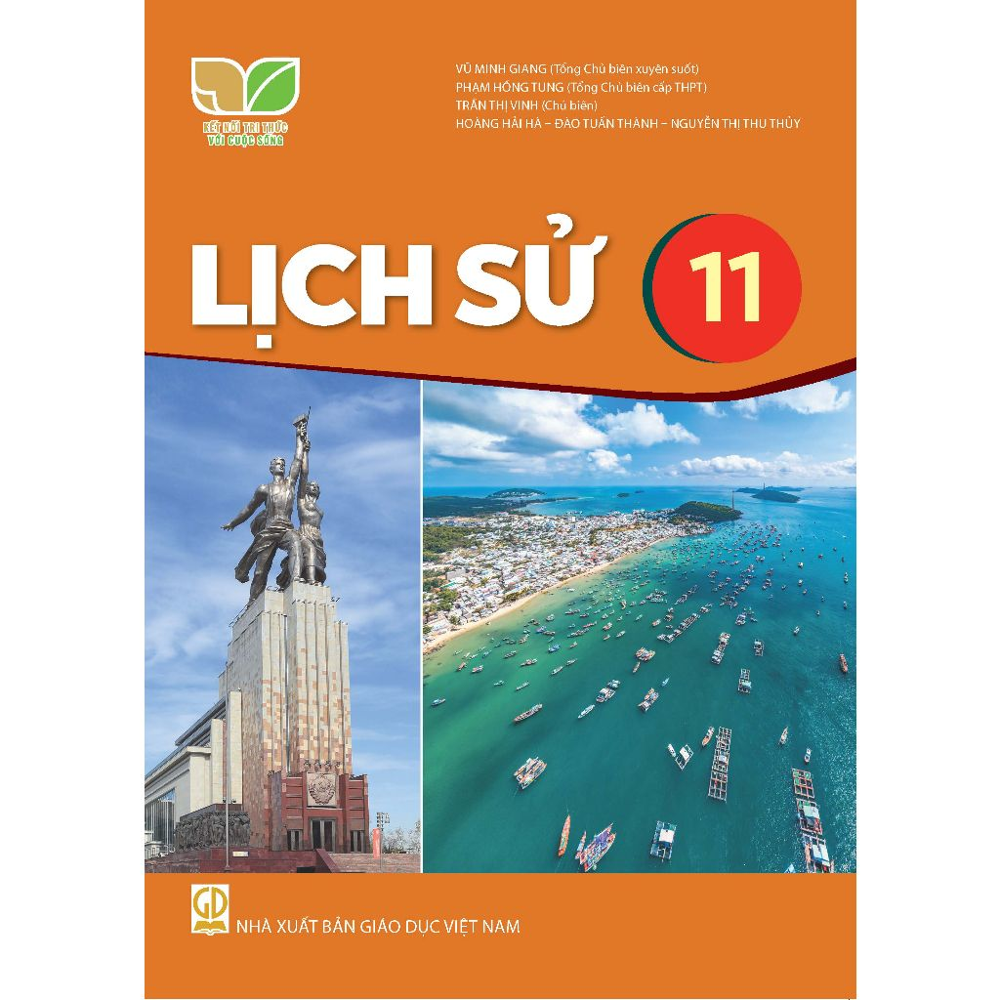 KẾT NỐI TRI THỨC
VỚI CUỘC SỐNG
VŨ MINH GIANG (Tổng Chủ biên xuyên suốt)
PHẠM HỒNG TUNG (Tổng Chủ biên cấp THPT)
TRẦN THỊ VINH (Chủ biên)
HOÀNG HẢI HÀ – ĐÀO TUẤN THÀNH – NGUYỄN THỊ THU THỦY
LỊCH SỬ 11
GD
NHÀ XUẤT BẢN GIÁO DỤC VIỆT NAM